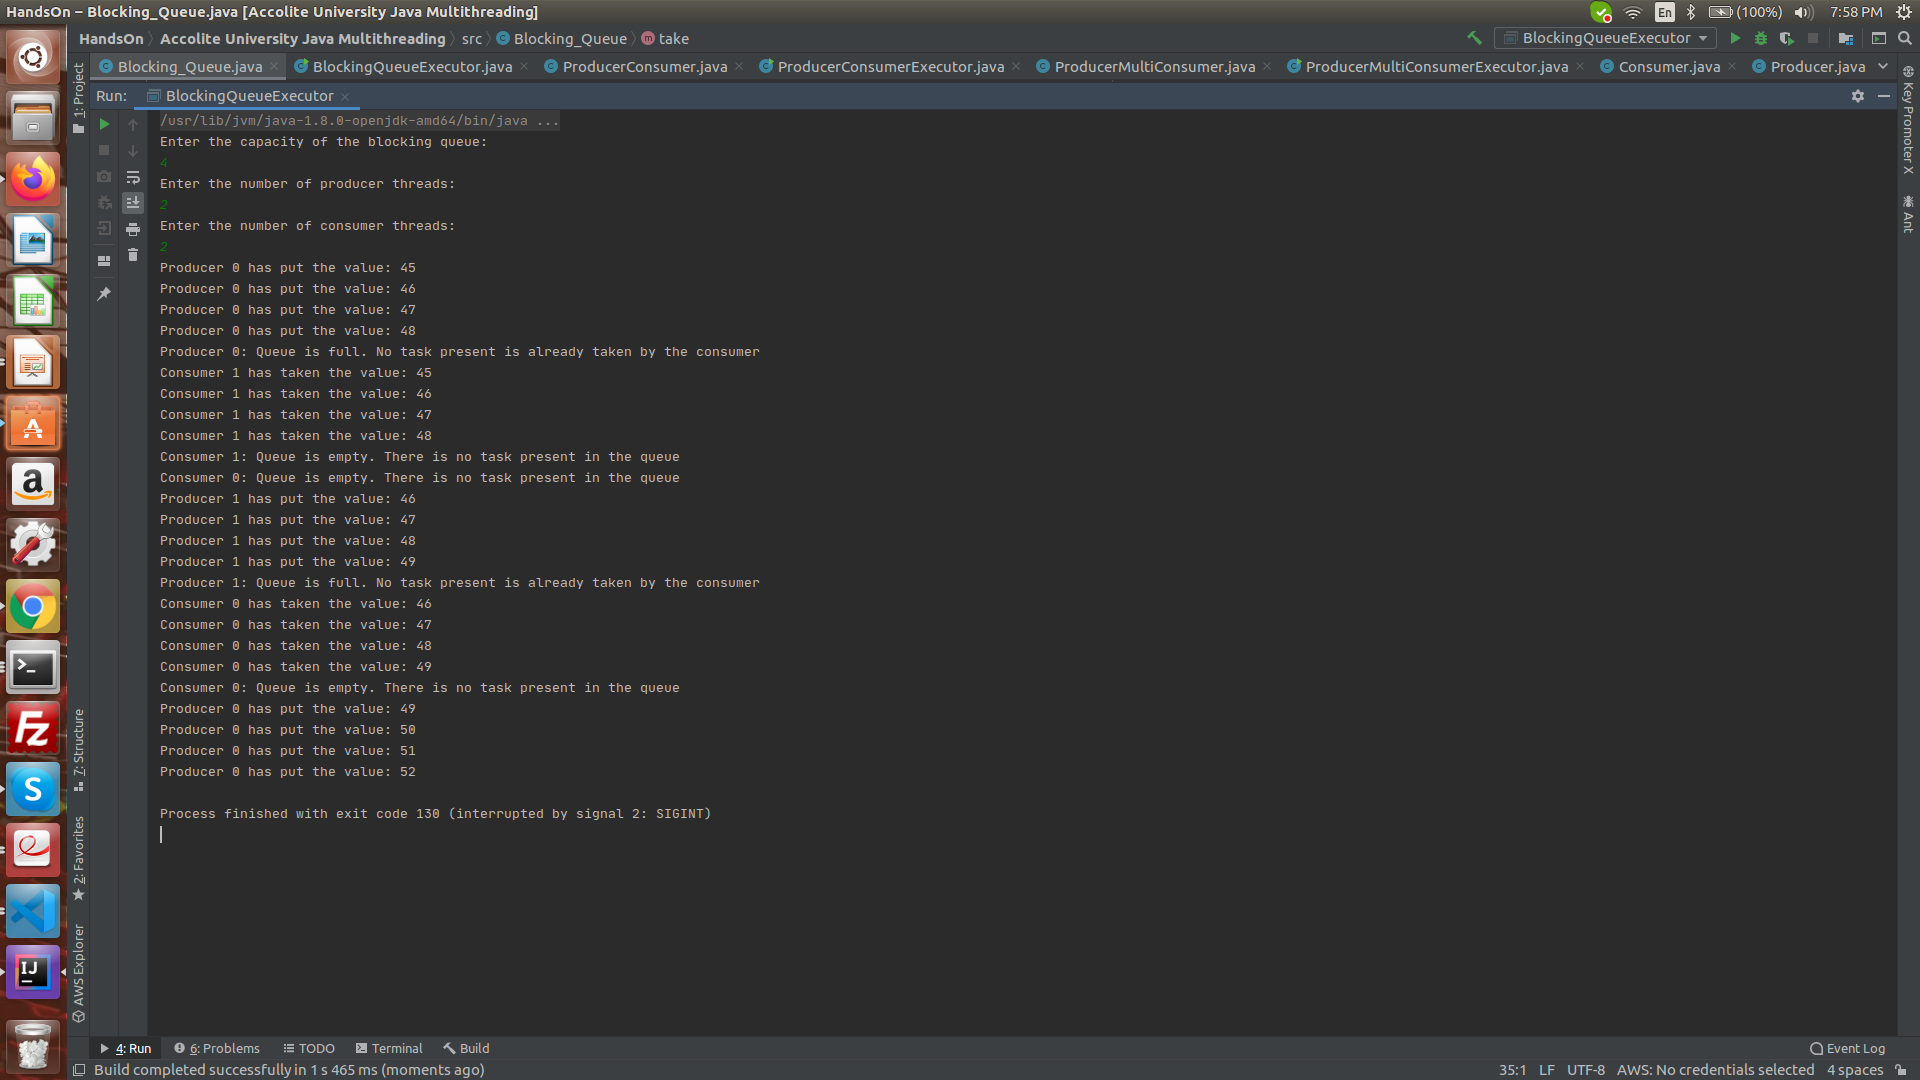 HandsOn – Blocking_Queue.java [Accolite University Java Multithreading]
En (100%) 7:58 PM
HandsOn Accolite University Java Multithreading src Blocking_Queue take BlockingQueueExecutor
Blocking_Queue.java BlockingQueueExecutor.java ProducerConsumer.java ProducerConsumerExecutor.java ProducerMultiConsumer.java ProducerMultiConsumerExecutor.java Consumer.java Producer.java
Run: BlockingQueueExecutor
/usr/lib/jvm/java-1.8.0-openjdk-amd64/bin/java ...
Enter the capacity of the blocking queue:
4
Enter the number of producer threads:
2
Enter the number of consumer threads:
2
Producer 0 has put the value: 45
Producer 0 has put the value: 46
Producer 0 has put the value: 47
Producer 0 has put the value: 48
Producer 0: Queue is full. No task present is already taken by the consumer
Consumer 1 has taken the value: 45
Consumer 1 has taken the value: 46
Consumer 1 has taken the value: 47
Consumer 1 has taken the value: 48
Consumer 1: Queue is empty. There is no task present in the queue
Consumer 0: Queue is empty. There is no task present in the queue
Producer 1 has put the value: 46
Producer 1 has put the value: 47
Producer 1 has put the value: 48
Producer 1 has put the value: 49
Producer 1: Queue is full. No task present is already taken by the consumer
Consumer 0 has taken the value: 46
Consumer 0 has taken the value: 47
Consumer 0 has taken the value: 48
Consumer 0 has taken the value: 49
Consumer 0: Queue is empty. There is no task present in the queue
Producer 0 has put the value: 49
Producer 0 has put the value: 50
Producer 0 has put the value: 51
Producer 0 has put the value: 52
Process finished with exit code 130 (interrupted by signal 2: SIGINT)
1: Project
7: Structure
2: Favorites
AWS Explorer
Key Promoter X
Ant
4: Run 6: Problems TODO Terminal Build Event Log
Build completed successfully in 1 s 465 ms (moments ago) 35:1 LF UTF-8 AWS: No credentials selected 4 spaces